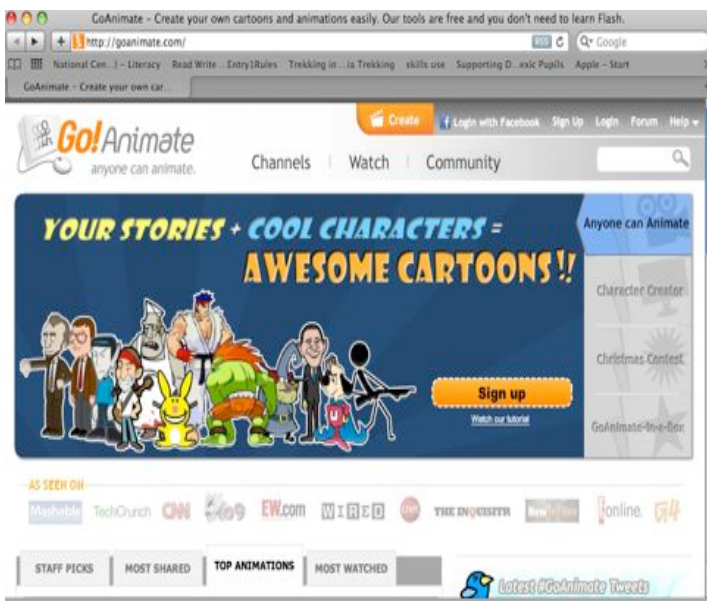 GoAnimate - Create your own cartoons and animations easily. Our tools are free and you don't need to learn Flash.
http://goanimate.com/
RSS
Google
National Cen...) - Literacy Read Write...Entry1Rules Trekking in...ia Trekking skills use Supporting D...exic Pupils Apple - Start
GoAnimate - Create your own car...
Create
Login with Facebook Sign Up Login Forum Help
Go!Animate
anyone can animate.
Channels Watch Community
YOUR STORIES + COOL CHARACTERS =
AWESOME CARTOONS!!
Anyone can Animate
Character Creator
Christmas Contest
GoAnimate-in-a-Box
Sign up
Watch our tutorial
AS SEEN ON
Mashable TechCrunch CNN io9 EW.com WIRED cnet THE INQUISITR online G4
STAFF PICKS MOST SHARED TOP ANIMATIONS MOST WATCHED
Latest #GoAnimate Tweets